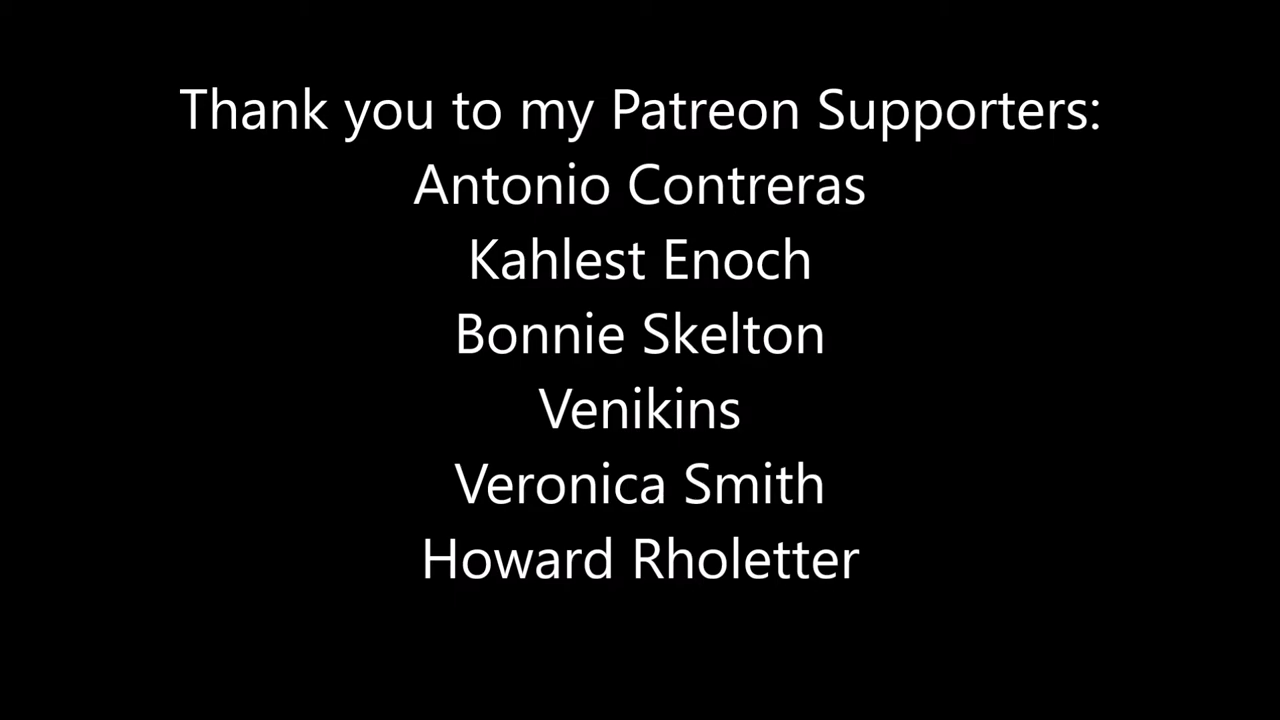 Thank you to my Patreon Supporters:
Antonio Contreras
Kahlest Enoch
Bonnie Skelton
Venikins
Veronica Smith
Howard Rholetter